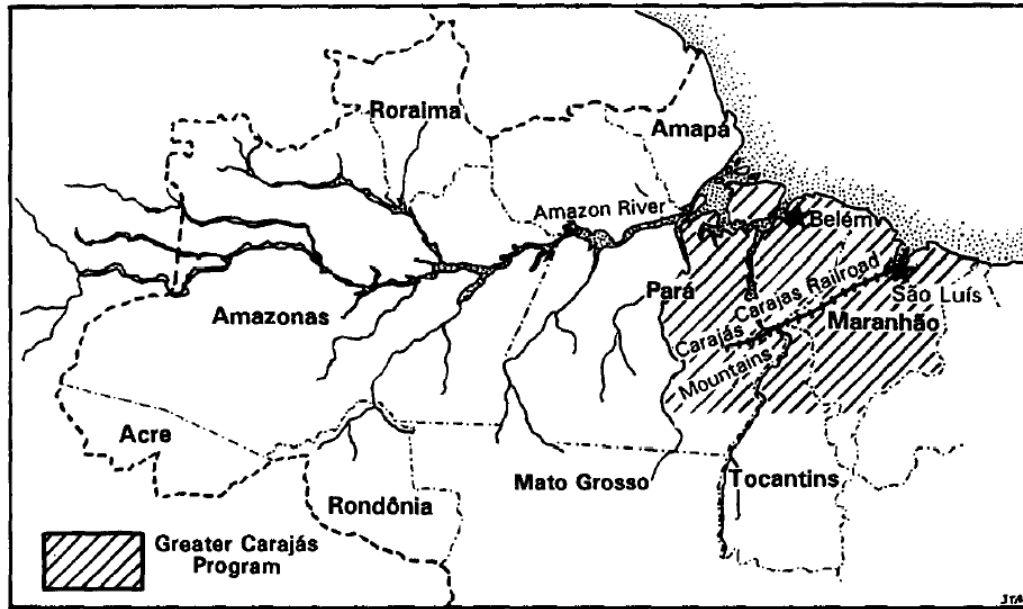 Roraima
Amapá
Amazon River
Belém
Pará
Carajás Railroad
São Luís
Amazonas
Carajás
Maranhão
Mountains
Acre
Mato Grosso
Tocantins
Rondônia
Greater Carajás
Program
JTA